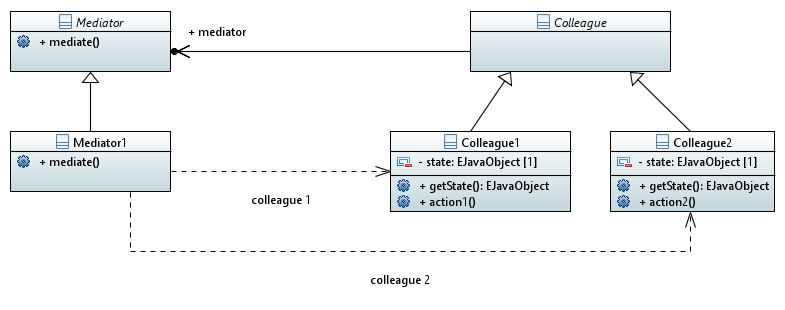 Mediator
+ mediate()
+ mediator
Colleague
Mediator1
+ mediate()
Colleague1
- state: EJavaObject [1]
+ getState(): EJavaObject
+ action1()
Colleague2
- state: EJavaObject [1]
+ getState(): EJavaObject
+ action2()
colleague 1
colleague 2